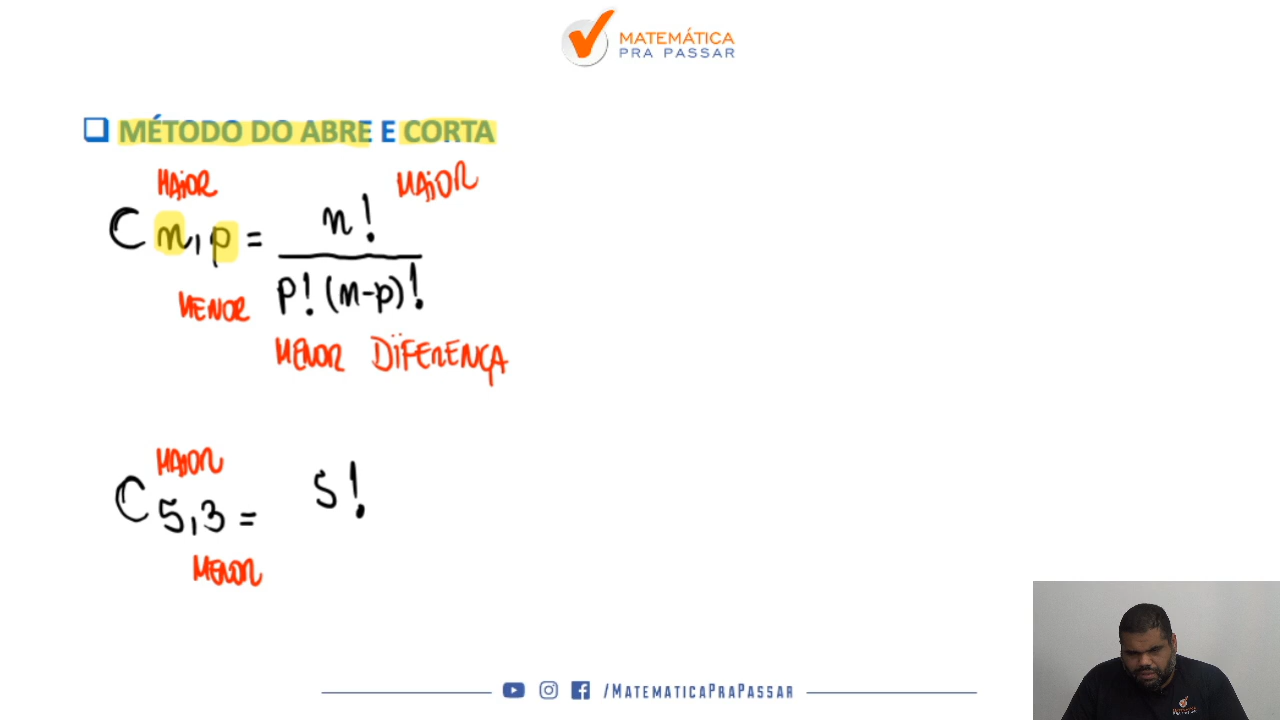 MATEMÁTICA
PRA PASSAR
MÉTODO DO ABRE E CORTA
MAIOR
MAIOR
C n,p = n!
p! (n-p)!
MENOR
MENOR DIFERENÇA
MAIOR
C 5,3 = 5!
MENOR
/MATEMATICAPRAPASSAR